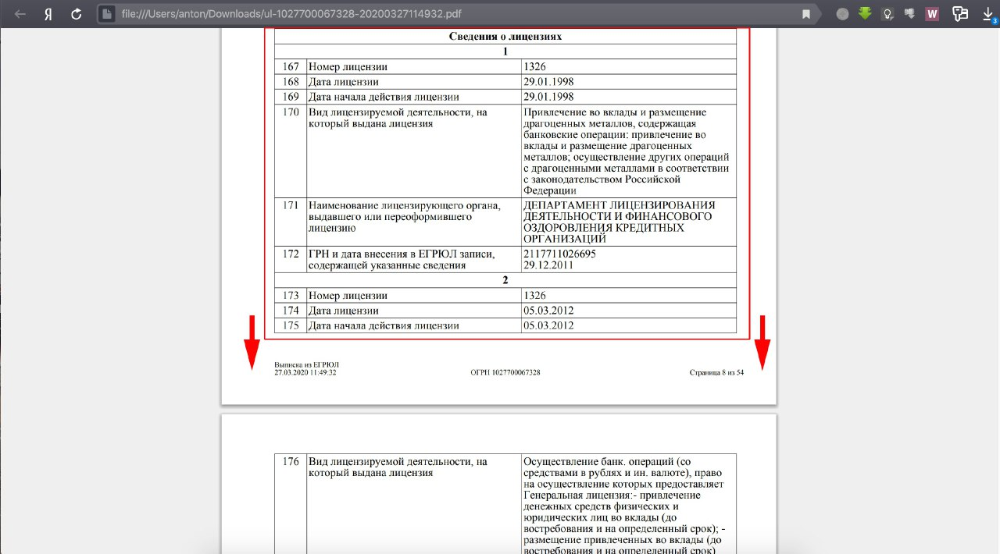 Я
file:///Users/anton/Downloads/ul-1027700067328-20200327114932.pdf
W
3
Сведения о лицензиях
1
167 Номер лицензии 1326
168 Дата лицензии 29.01.1998
169 Дата начала действия лицензии 29.01.1998
170 Вид лицензируемой деятельности, на Привлечение во вклады и размещение
который выдана лицензия драгоценных металлов, содержащая
банковские операции: привлечение во
вклады и размещение драгоценных
металлов; осуществление других операций
с драгоценными металлами в соответствии
с законодательством Российской
Федерации
171 Наименование лицензирующего органа, ДЕПАРТАМЕНТ ЛИЦЕНЗИРОВАНИЯ
выдавшего или переоформившего ДЕЯТЕЛЬНОСТИ И ФИНАНСОВОГО
лицензию ОЗДОРОВЛЕНИЯ КРЕДИТНЫХ
ОРГАНИЗАЦИЙ
172 ГРН и дата внесения в ЕГРЮЛ записи, 2117711026695
содержащей указанные сведения 29.12.2011
2
173 Номер лицензии 1326
174 Дата лицензии 05.03.2012
175 Дата начала действия лицензии 05.03.2012
Выписка из ЕГРЮЛ
27.03.2020 11:49:32 ОГРН 1027700067328 Страница 8 из 54
176 Вид лицензируемой деятельности, на Осуществление банк. операций (со
который выдана лицензия средствами в рублях и ин. валюте), право
на осуществление которых предоставляет
Генеральная лицензия:- привлечение
денежных средств физических и
юридических лиц во вклады (до
востребования и на определенный срок); -
размещение привлеченных во вклады (до
востребования и на определенный срок)